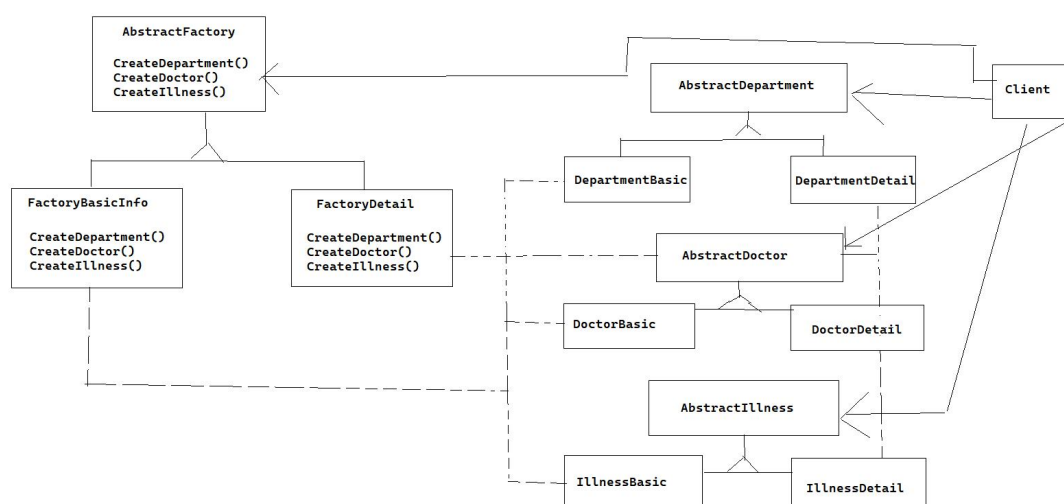 AbstractFactory
CreateDepartment()
CreateDoctor()
CreateIllness()
AbstractDepartment
Client
DepartmentBasic
DepartmentDetail
FactoryBasicInfo
CreateDepartment()
CreateDoctor()
CreateIllness()
FactoryDetail
CreateDepartment()
CreateDoctor()
CreateIllness()
AbstractDoctor
DoctorBasic
DoctorDetail
AbstractIllness
IllnessBasic
IllnessDetail